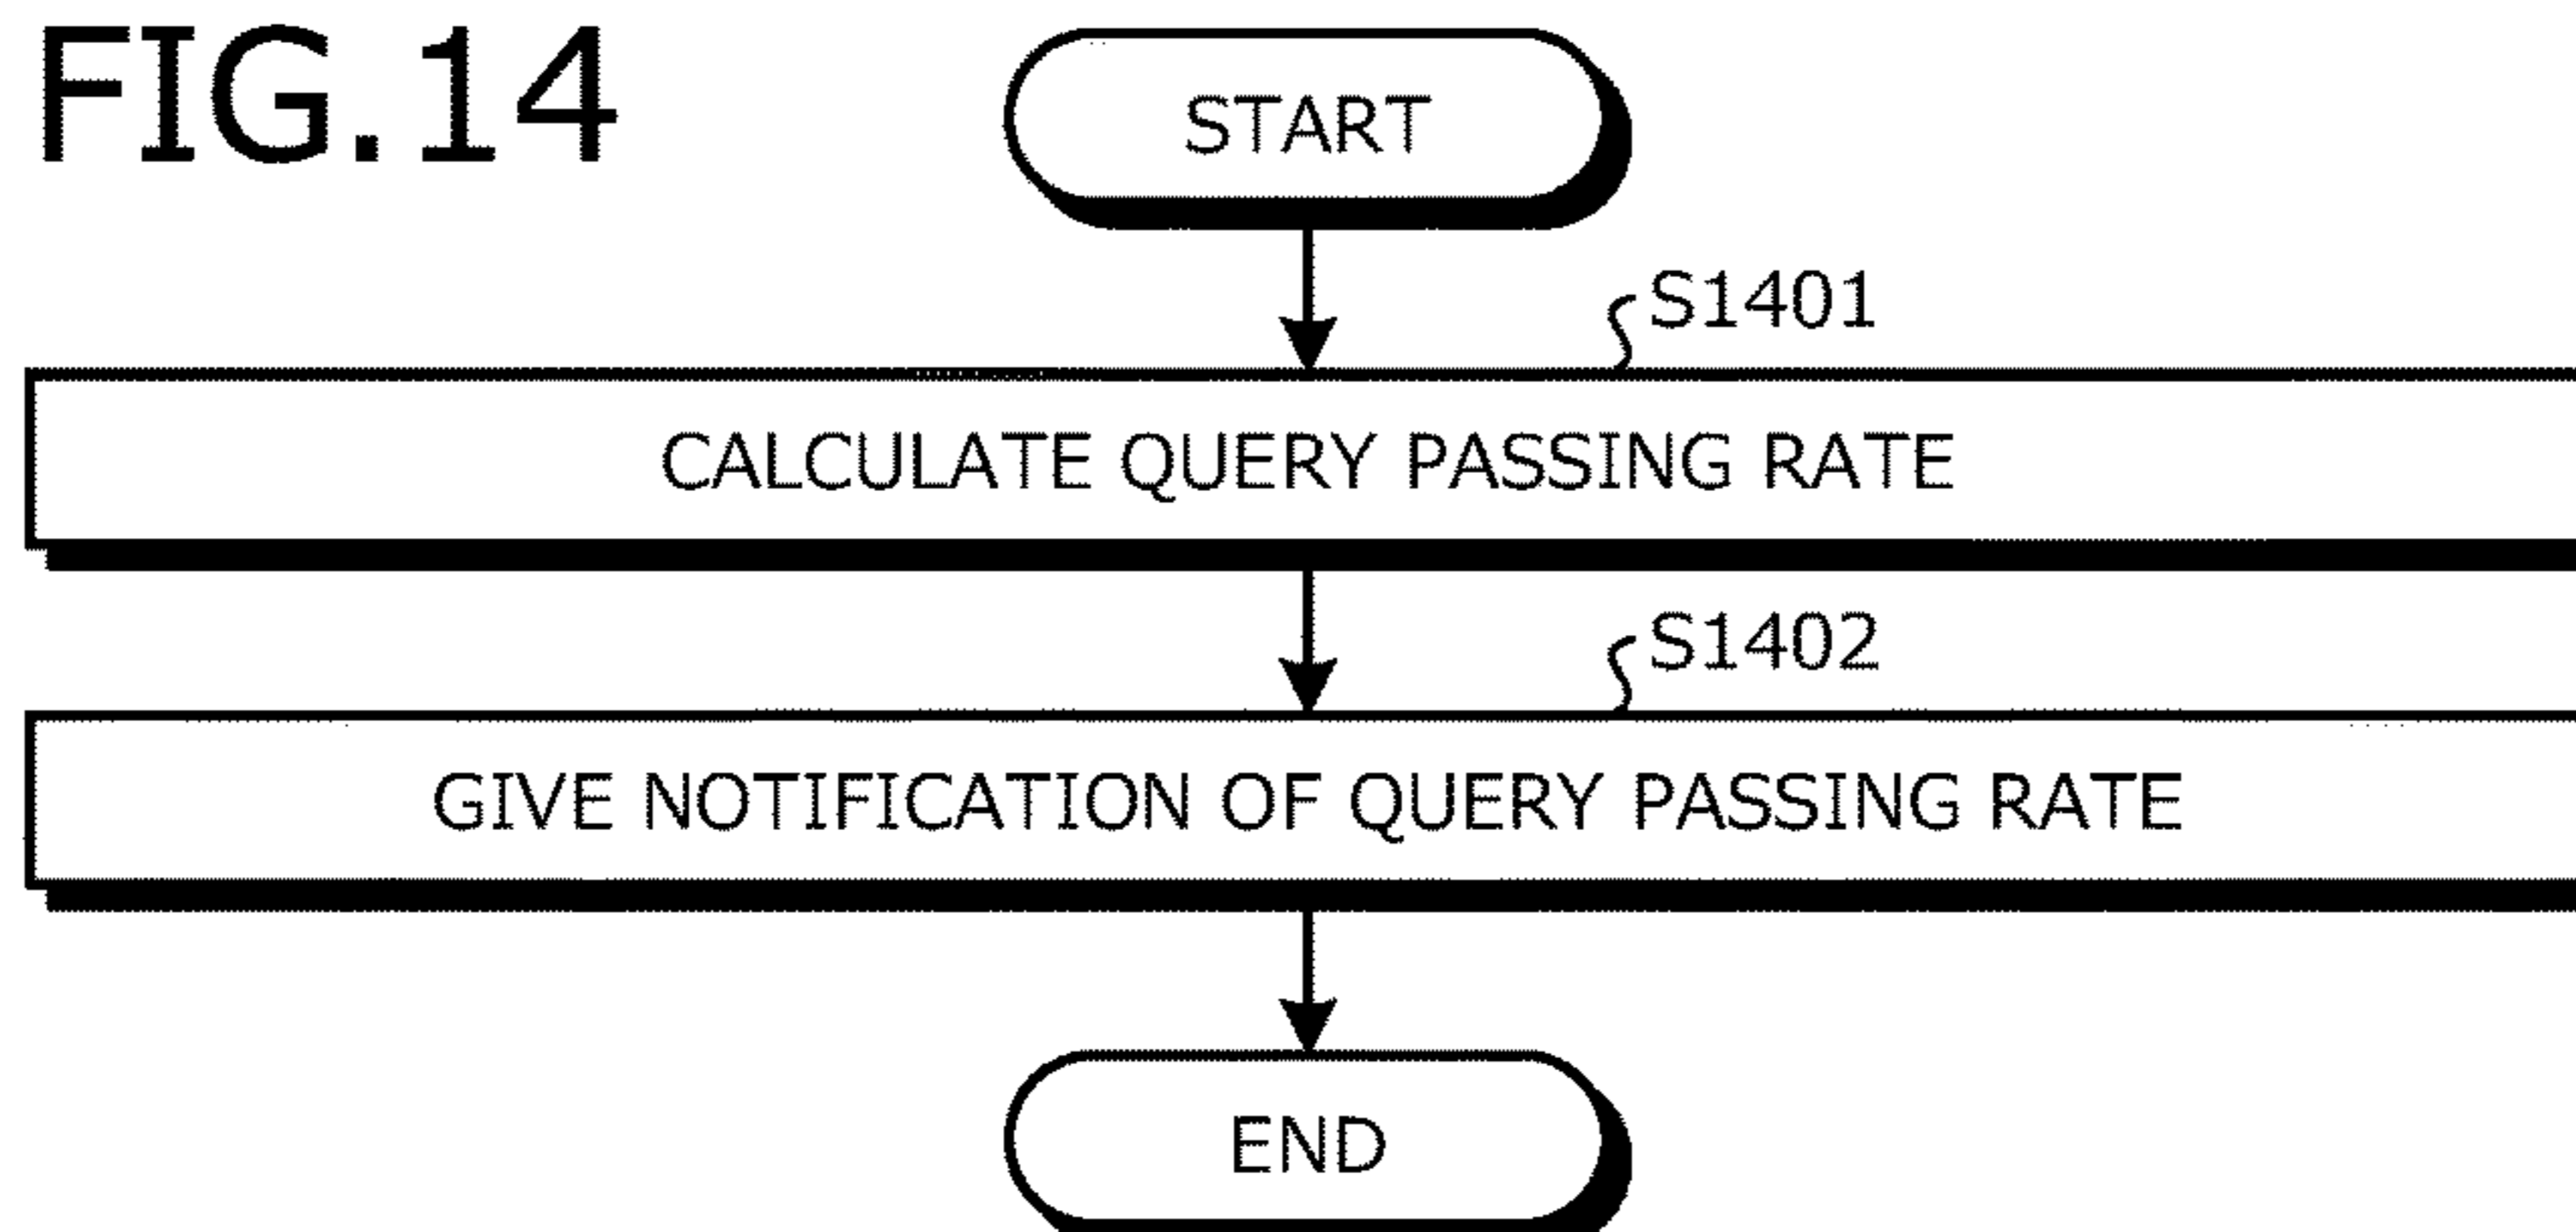 FIG.14
START
S1401
CALCULATE QUERY PASSING RATE
S1402
GIVE NOTIFICATION OF QUERY PASSING RATE
END